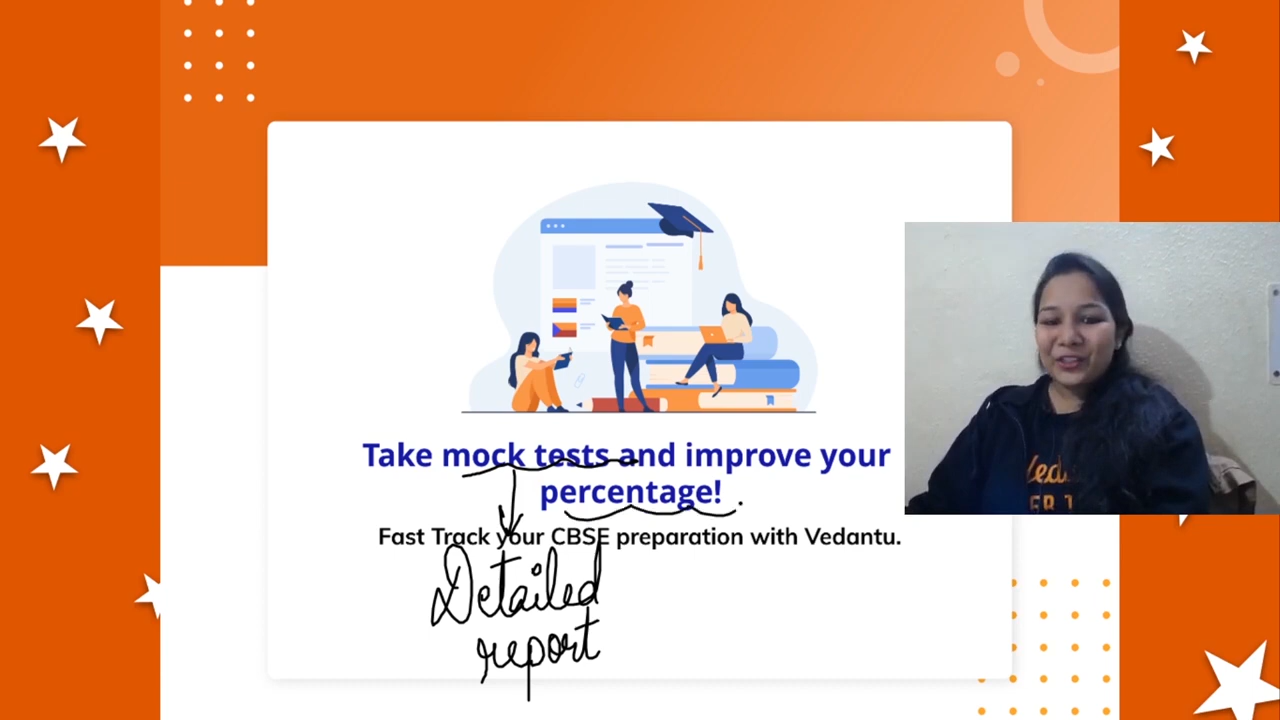 Take mock tests and improve your
percentage!
Fast Track your CBSE preparation with Vedantu.
Detailed
report